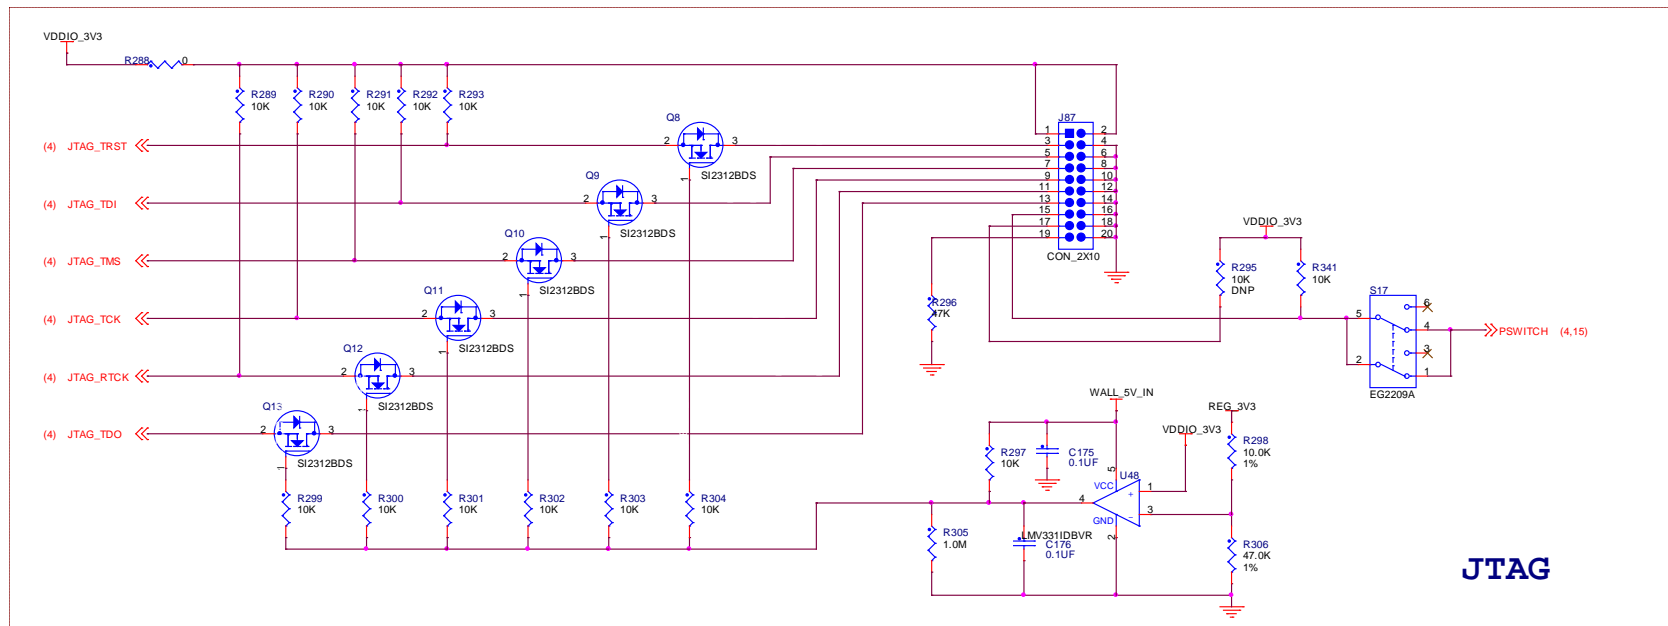 VDDIO_3V3
R288 0
R289 10K
R290 10K
R291 10K
R292 10K
R293 10K
Q8
2 3
1
SI2312BDS
(4) JTAG_TRST
J87
1 2
3 4
5 6
7 8
9 10
11 12
13 14
15 16
17 18
19 20
CON_2X10
Q9
2 3
1
SI2312BDS
(4) JTAG_TDI
Q10
2 3
1
SI2312BDS
(4) JTAG_TMS
Q11
2 3
1
SI2312BDS
(4) JTAG_TCK
Q12
2 3
1
SI2312BDS
(4) JTAG_RTCK
Q13
2 3
1
SI2312BDS
(4) JTAG_TDO
VDDIO_3V3
R295
10K
DNP
R341
10K
R296
47K
S17
6
5
4
3
2
1
EG2209A
PSWITCH (4,15)
WALL_5V_IN
REG_3V3
VDDIO_3V3
R297
10K
C175
0.1UF
R298
10.0K
1%
U48
5
VCC
+
1
4
-
3
GND
2
LMV331IDBVR
R299
10K
R300
10K
R301
10K
R302
10K
R303
10K
R304
10K
R305
1.0M
C176
0.1UF
R306
47.0K
1%
JTAG